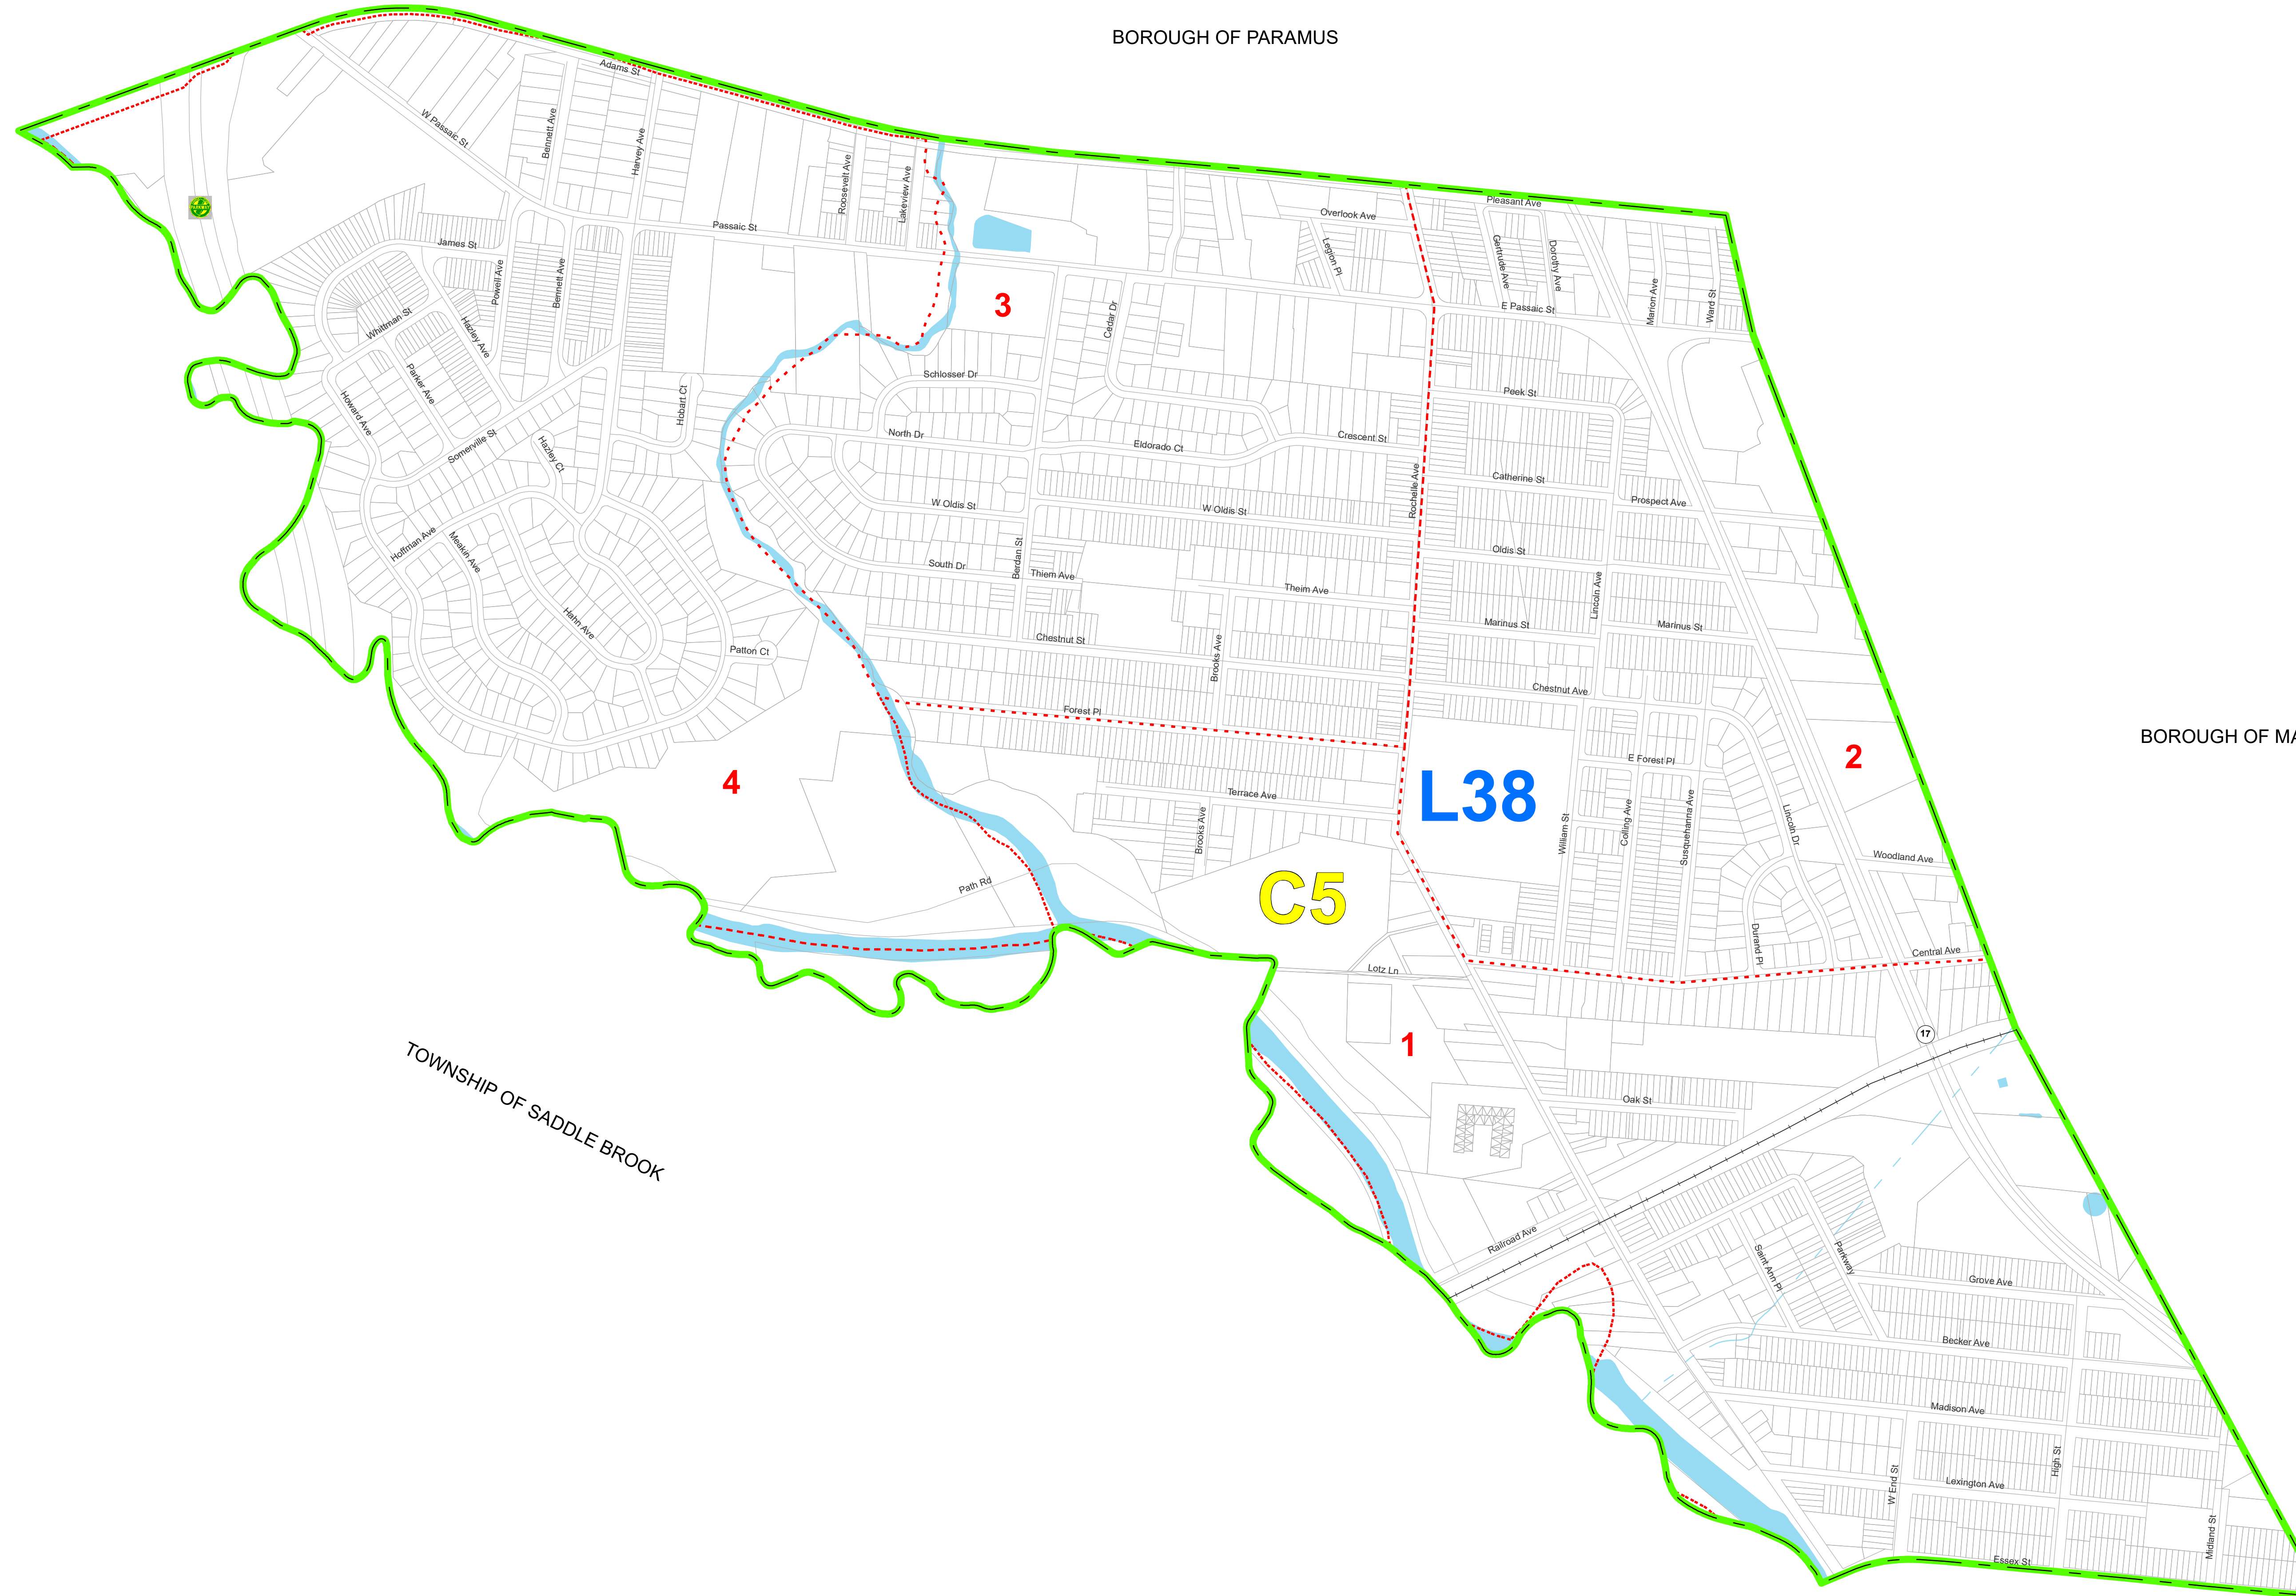 BOROUGH OF PARAMUS
Adams St
W Passaic St
Bennett Ave
Harvey Ave
Roosevelt Ave
Lakeview Ave
Pleasant Ave
Overlook Ave
Legion Pl
Gertrude Ave
Dorothy Ave
Marion Ave
Ward St
PARKWAY
James St
Passaic St
Powell Ave
Bennett Ave
3
Cedar Dr
E Passaic St
Whittman St
Hazley Ave
Parker Ave
Howard Ave
Hobart Ct
Schlosser Dr
Peek St
North Dr
Eldorado Ct
Crescent St
Somerville St
Hazley Ct
Rochelle Ave
Catherine St
Prospect Ave
W Oldis St
W Oldis St
Hoffman Ave
Meakin Ave
Berdan St
Oldis St
South Dr
Thiem Ave
Theim Ave
Lincoln Ave
Hahn Ave
Patton Ct
Chestnut St
Brooks Ave
Marinus St
Marinus St
Chestnut Ave
Forest Pl
BOROUGH OF MA
2
E Forest Pl
4
L38
Terrace Ave
Brooks Ave
William St
Colling Ave
Susquehanna Ave
Lincoln Dr
Woodland Ave
Path Rd
C5
Durand Pl
Central Ave
Lotz Ln
17
1
TOWNSHIP OF SADDLE BROOK
Oak St
Railroad Ave
Saint Ann Pl
Parkway
Grove Ave
Becker Ave
Madison Ave
W End St
High St
Lexington Ave
Midland St
Essex St